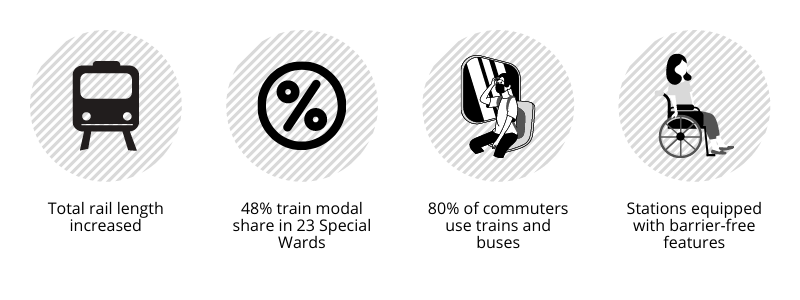 Total rail length
increased
48% train modal
share in 23 Special
Wards
80% of commuters
use trains and
buses
Stations equipped
with barrier-free
features